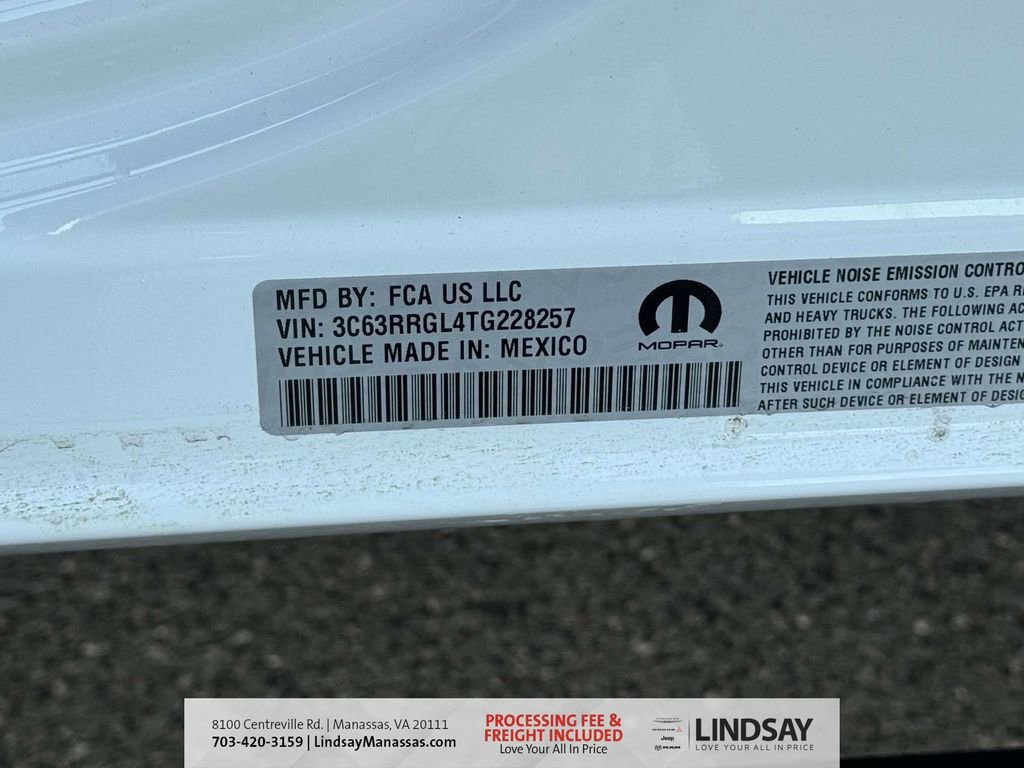 MFD BY: FCA US LLC
VIN: 3C63RRGL4TG228257
VEHICLE MADE IN: MEXICO
MOPAR
VEHICLE NOISE EMISSION CONTRO
THIS VEHICLE CONFORMS TO U.S. EPA RE
AND HEAVY TRUCKS. THE FOLLOWING AC
PROHIBITED BY THE NOISE CONTROL ACT
OTHER THAN FOR PURPOSES OF MAINTEN
CONTROL DEVICE OR ELEMENT OF DESIGN
THIS VEHICLE IN COMPLIANCE WITH THE N
AFTER SUCH DEVICE OR ELEMENT OF DESIG
8100 Centreville Rd. | Manassas, VA 20111
703-420-3159 | LindsayManassas.com
PROCESSING FEE &
FREIGHT INCLUDED
Love Your All In Price
CHRYSLER
DODGE
Jeep
RAM
LINDSAY
LOVE YOUR ALL IN PRICE